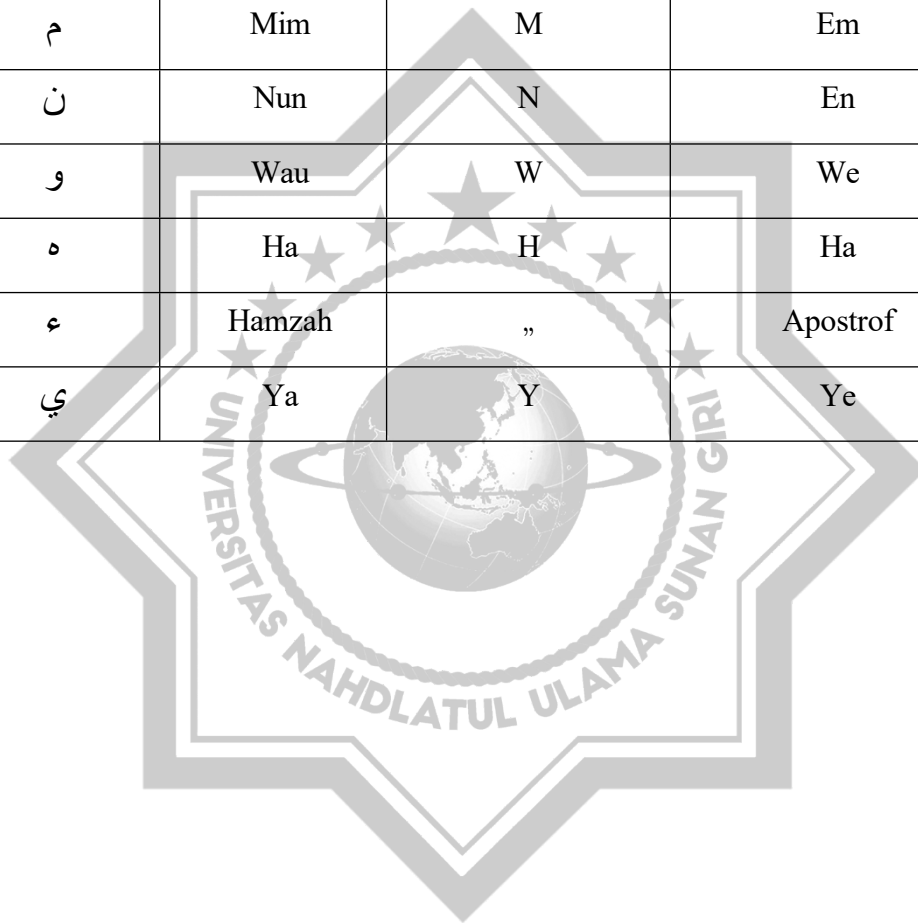 م Mim M Em
ن Nun N En
و Wau W We
ه Ha H Ha
ء Hamzah „ Apostrof
ي Ya Y Ye
UNIVERSITAS NAHDLATUL ULAMA SUNAN GIRI